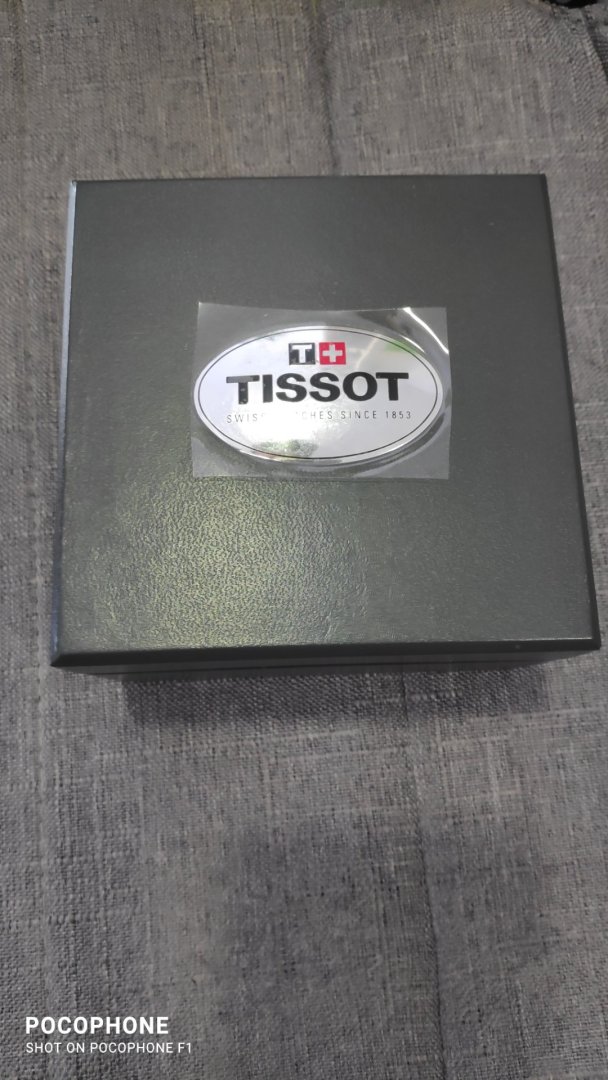 T+
TISSOT
SINCE 1853
POCOPHONE
SHOT ON POCOPHONE F1